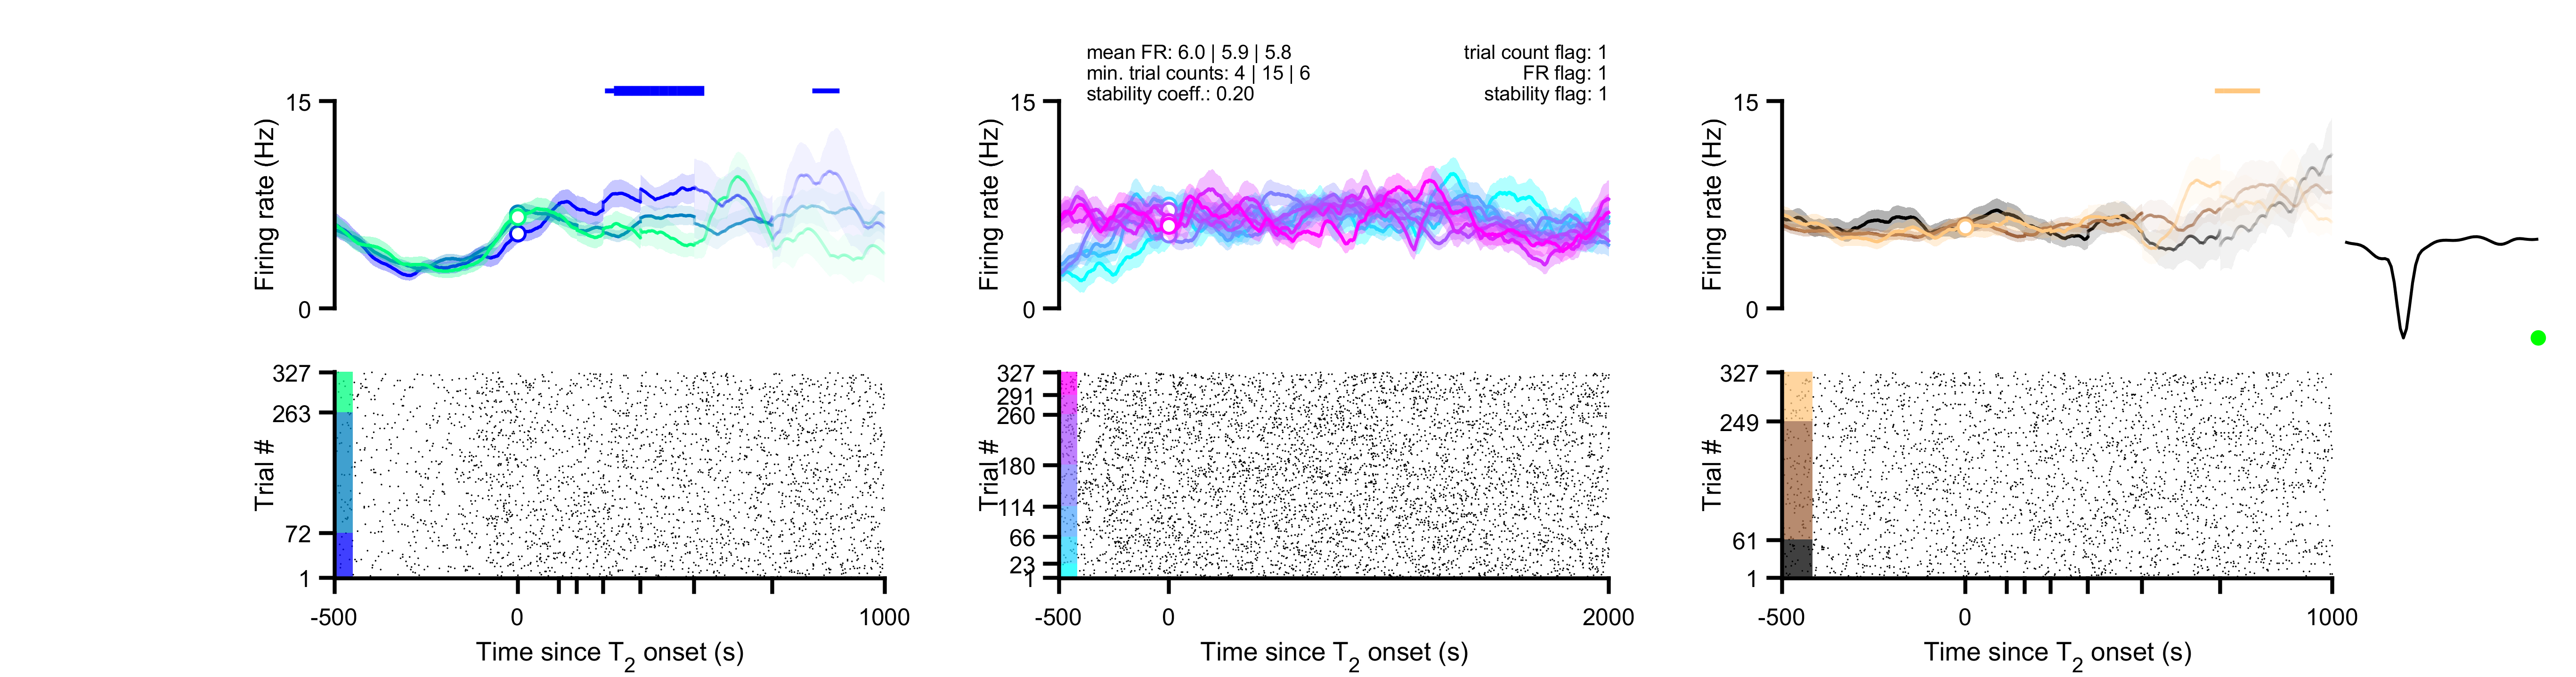 mean FR: 6.0 | 5.9 | 5.8
min. trial counts: 4 | 15 | 6
stability coeff.: 0.20
trial count flag: 1
FR flag: 1
stability flag: 1
15
Firing rate (Hz)
0
15
Firing rate (Hz)
0
15
Firing rate (Hz)
0
327
263
Trial #
72
1
-500
0
1000
Time since T2 onset (s)
327
291
260
Trial #
180
114
66
23
1
-500
0
2000
Time since T2 onset (s)
327
249
Trial #
61
1
-500
0
1000
Time since T2 onset (s)